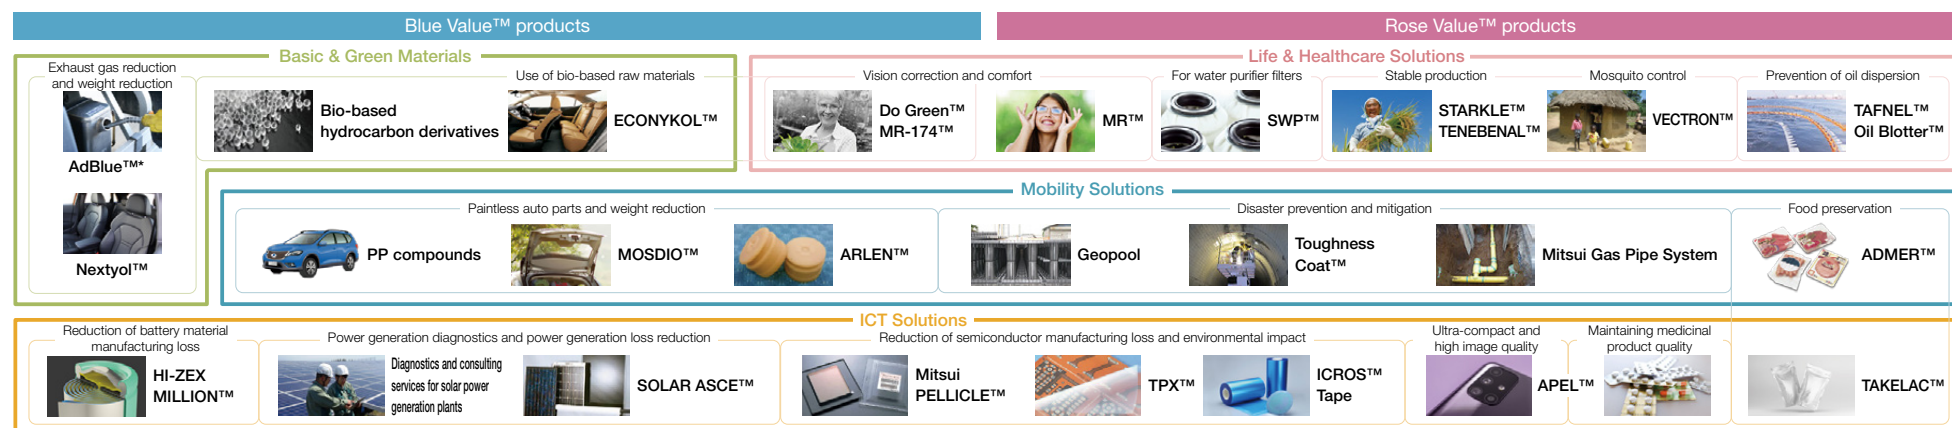 Blue Value™ products
Rose Value™ products
Basic & Green Materials
Exhaust gas reduction
and weight reduction
AdBlue™*
Nextyol™
Use of bio-based raw materials
Bio-based
hydrocarbon derivatives
ECONYKOL™
Life & Healthcare Solutions
Vision correction and comfort
Do Green™
MR-174™
MR™
For water purifier filters
SWP™
Stable production
STARKLE™
TENEBENAL™
Mosquito control
VECTRON™
Prevention of oil dispersion
TAFNEL™
Oil Blotter™
Mobility Solutions
Paintless auto parts and weight reduction
PP compounds
MOSDIO™
ARLEN™
Disaster prevention and mitigation
Geopool
Toughness
Coat™
Mitsui Gas Pipe System
Food preservation
ADMER™
ICT Solutions
Reduction of battery material
manufacturing loss
HI-ZEX
MILLION™
Power generation diagnostics and power generation loss reduction
Diagnostics and consulting
services for solar power
generation plants
SOLAR ASCE™
Reduction of semiconductor manufacturing loss and environmental impact
Mitsui
PELLICLE™
TPX™
ICROS™
Tape
Ultra-compact and
high image quality
APEL™
Maintaining medicinal
product quality
TAKELAC™